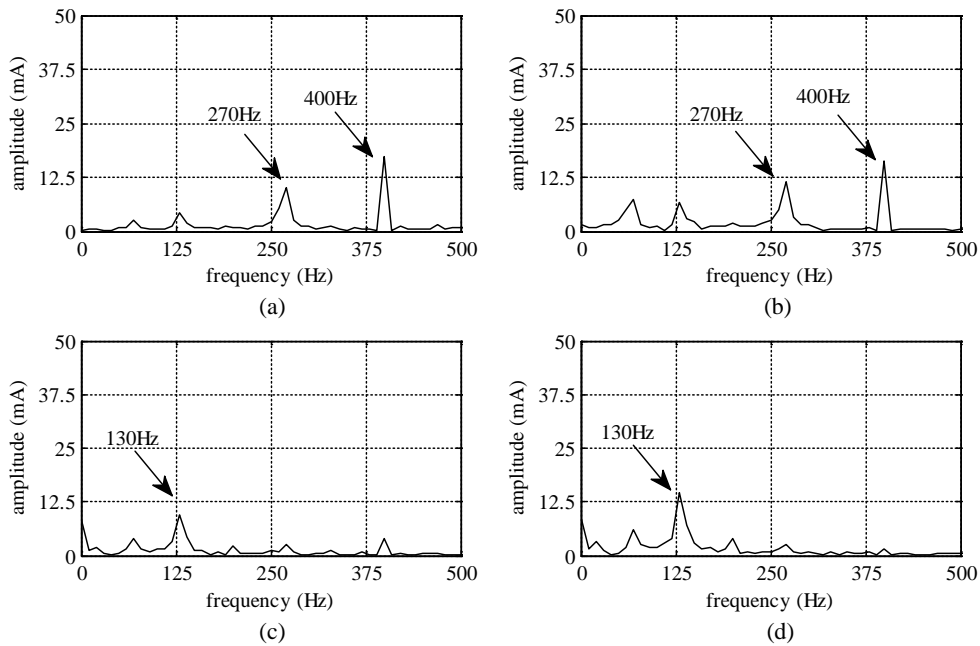 50
37.5
25
12.5
0
amplitude (mA)
270Hz
400Hz
0 125 250 375 500
frequency (Hz)
(a)
50
37.5
25
12.5
0
amplitude (mA)
270Hz
400Hz
0 125 250 375 500
frequency (Hz)
(b)
50
37.5
25
12.5
0
amplitude (mA)
130Hz
0 125 250 375 500
frequency (Hz)
(c)
50
37.5
25
12.5
0
amplitude (mA)
130Hz
0 125 250 375 500
frequency (Hz)
(d)